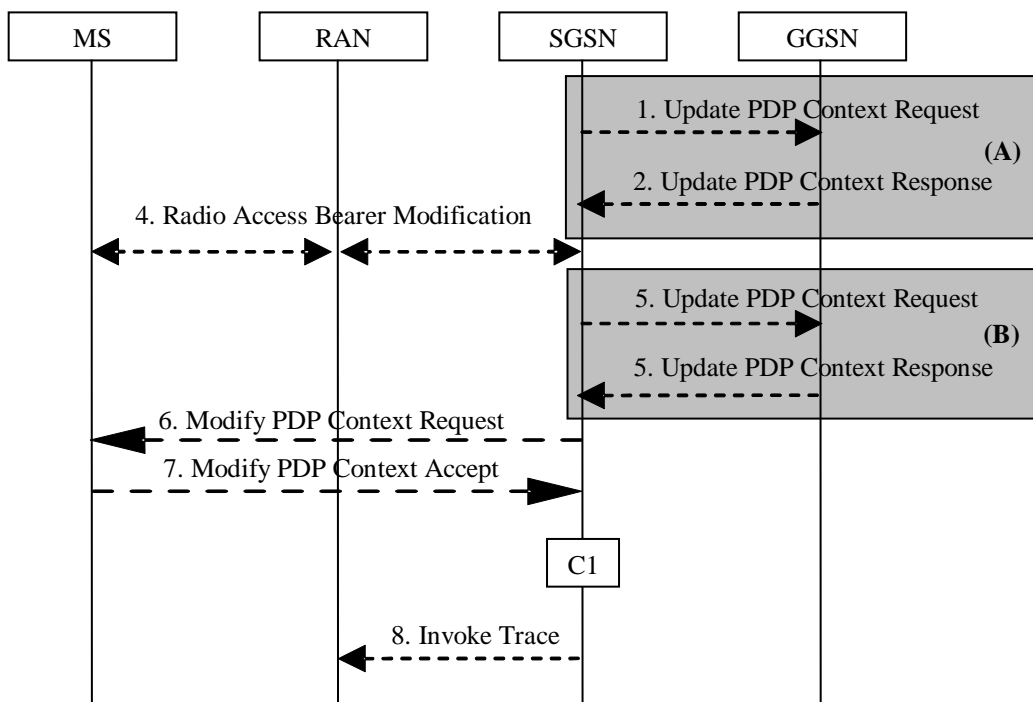 MS
RAN
SGSN
GGSN
1. Update PDP Context Request
(A)
2. Update PDP Context Response
4. Radio Access Bearer Modification
5. Update PDP Context Request
(B)
5. Update PDP Context Response
6. Modify PDP Context Request
7. Modify PDP Context Accept
C1
8. Invoke Trace